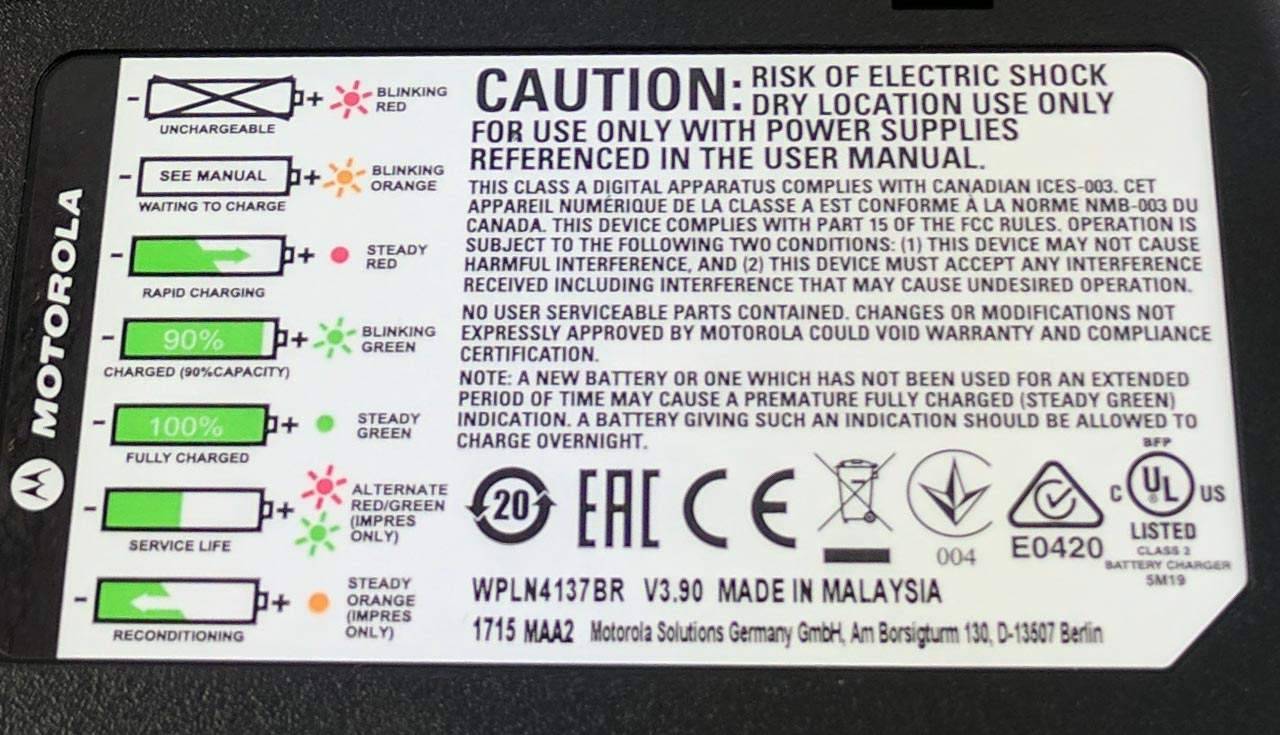 MOTOROLA
UNCHARGEABLE
BLINKING
RED
SEE MANUAL
WAITING TO CHARGE
BLINKING
ORANGE
RAPID CHARGING
STEADY
RED
90%
CHARGED (90%CAPACITY)
BLINKING
GREEN
100%
FULLY CHARGED
STEADY
GREEN
SERVICE LIFE
ALTERNATE
RED/GREEN
(IMPRES
ONLY)
RECONDITIONING
STEADY
ORANGE
(IMPRES
ONLY)
CAUTION: RISK OF ELECTRIC SHOCK
DRY LOCATION USE ONLY
FOR USE ONLY WITH POWER SUPPLIES
REFERENCED IN THE USER MANUAL.
THIS CLASS A DIGITAL APPARATUS COMPLIES WITH CANADIAN ICES-003. CET
APPAREIL NUMÉRIQUE DE LA CLASSE A EST CONFORME À LA NORME NMB-003 DU
CANADA. THIS DEVICE COMPLIES WITH PART 15 OF THE FCC RULES. OPERATION IS
SUBJECT TO THE FOLLOWING TWO CONDITIONS: (1) THIS DEVICE MAY NOT CAUSE
HARMFUL INTERFERENCE, AND (2) THIS DEVICE MUST ACCEPT ANY INTERFERENCE
RECEIVED INCLUDING INTERFERENCE THAT MAY CAUSE UNDESIRED OPERATION.
NO USER SERVICEABLE PARTS CONTAINED. CHANGES OR MODIFICATIONS NOT
EXPRESSLY APPROVED BY MOTOROLA COULD VOID WARRANTY AND COMPLIANCE
CERTIFICATION.
NOTE: A NEW BATTERY OR ONE WHICH HAS NOT BEEN USED FOR AN EXTENDED
PERIOD OF TIME MAY CAUSE A PREMATURE FULLY CHARGED (STEADY GREEN)
INDICATION. A BATTERY GIVING SUCH AN INDICATION SHOULD BE ALLOWED TO
CHARGE OVERNIGHT.
20
EAC
CE
004
E0420
BFP
C UL US
LISTED
CLASS 2
BATTERY CHARGER
5M19
WPLN4137BR V3.90 MADE IN MALAYSIA
1715 MAA2 Motorola Solutions Germany GmbH, Am Borsigturm 130, D-13507 Berlin